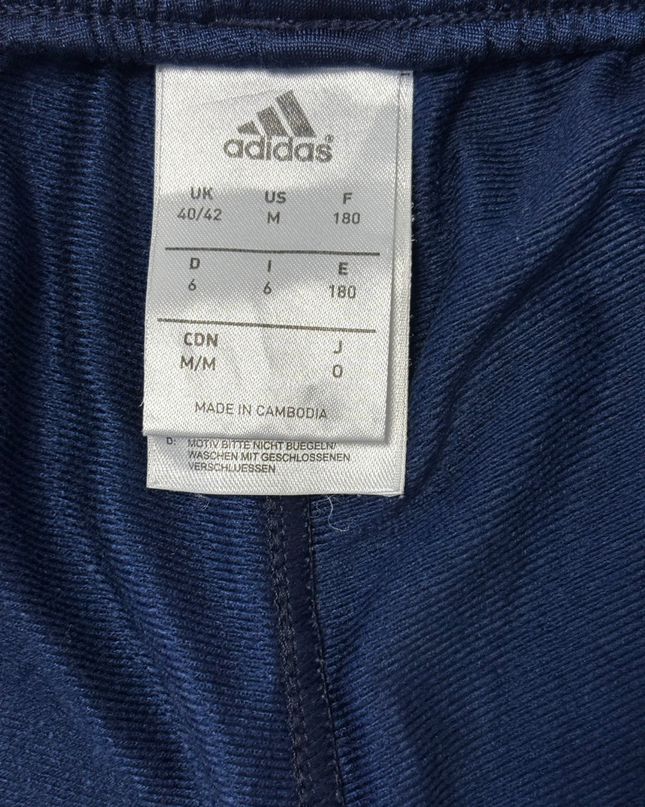 adidas®
UK US F
40/42 M 180
D I E
6 6 180
CDN J
M/M O
MADE IN CAMBODIA
D: MOTIV BITTE NICHT BUEGELN/
WASCHEN MIT GESCHLOSSENEN
VERSCHLUESSEN